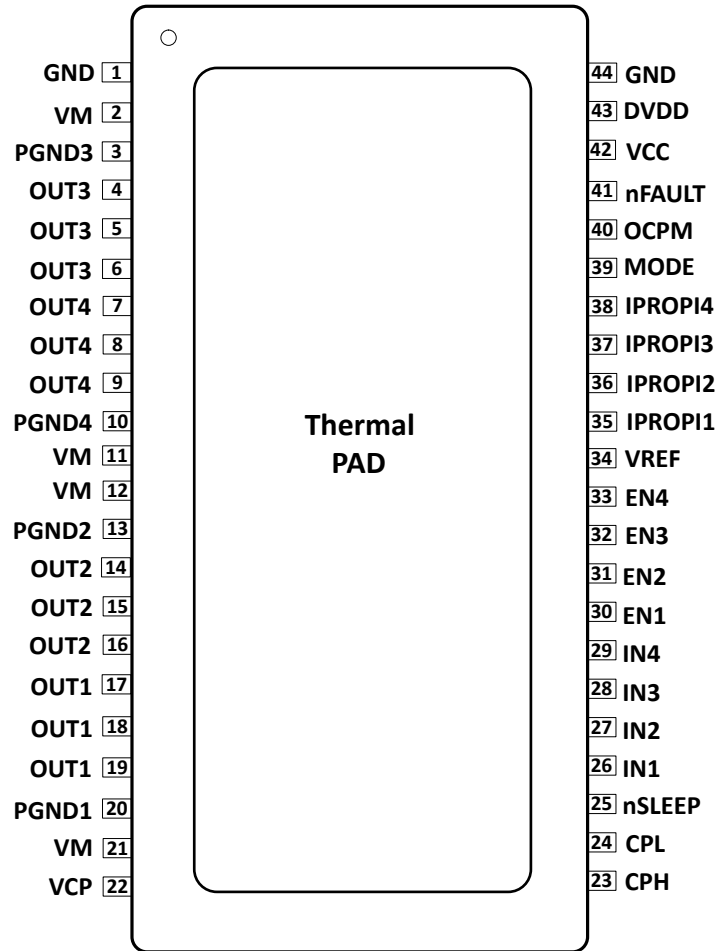 GND 1
VM 2
PGND3 3
OUT3 4
OUT3 5
OUT3 6
OUT4 7
OUT4 8
OUT4 9
PGND4 10
VM 11
VM 12
PGND2 13
OUT2 14
OUT2 15
OUT2 16
OUT1 17
OUT1 18
OUT1 19
PGND1 20
VM 21
VCP 22
Thermal
PAD
44 GND
43 DVDD
42 VCC
41 nFAULT
40 OCPM
39 MODE
38 IPROPI4
37 IPROPI3
36 IPROPI2
35 IPROPI1
34 VREF
33 EN4
32 EN3
31 EN2
30 EN1
29 IN4
28 IN3
27 IN2
26 IN1
25 nSLEEP
24 CPL
23 CPH